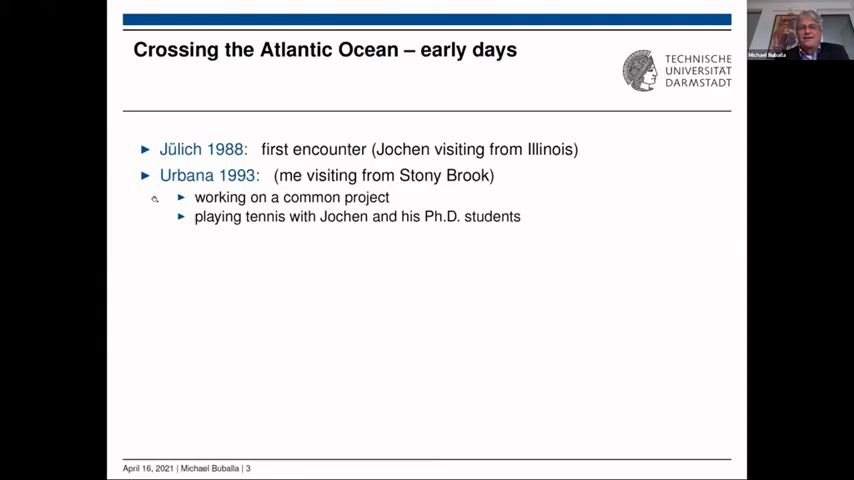 Crossing the Atlantic Ocean – early days
TECHNISCHE
UNIVERSITÄT
DARMSTADT
Michael Buballa
Jülich 1988: first encounter (Jochen visiting from Illinois)
Urbana 1993: (me visiting from Stony Brook)
working on a common project
playing tennis with Jochen and his Ph.D. students
April 16, 2021 | Michael Buballa | 3